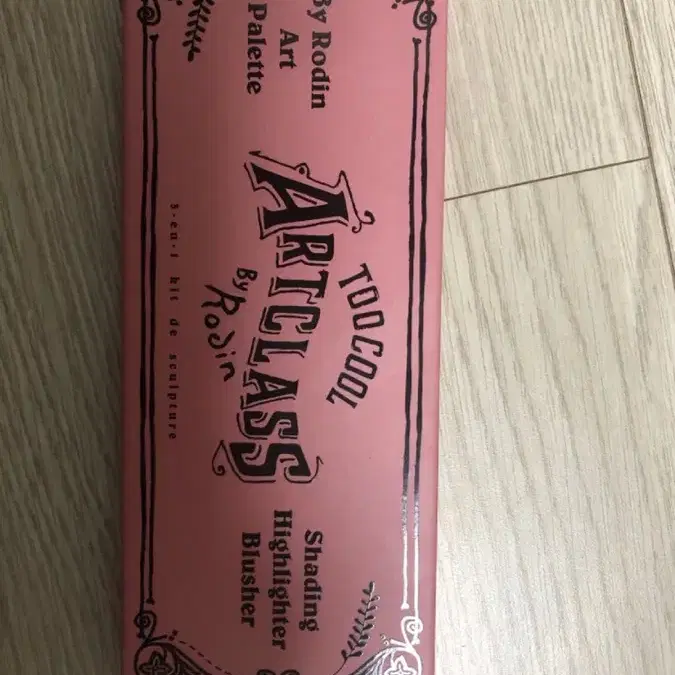 By Rodin
Art
Palette
TOO COOL
ARTCLASS
By Rodin
3-en-1 kit de sculpture
Shading
Highlighter
Blusher